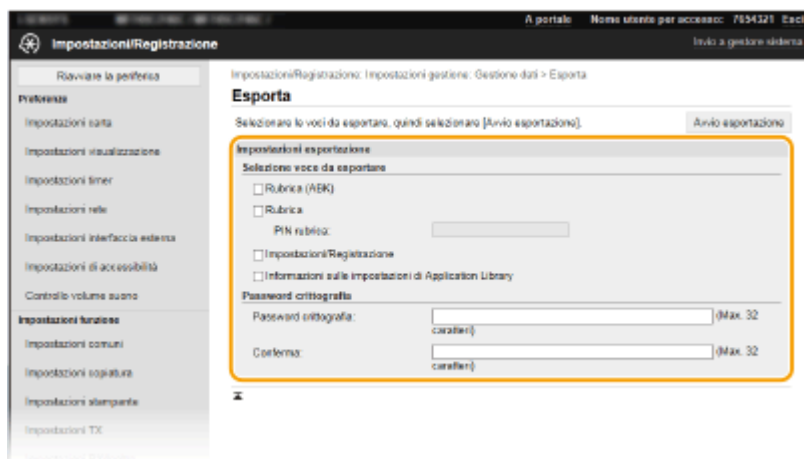 A portale Nome utente per accesso: 7654321
Impostazioni/Registrazione
Invio a gestore sistema
Riavviare la periferica
Preferenze
Impostazioni carta
Impostazioni visualizzazione
Impostazioni timer
Impostazioni rete
Impostazioni interfaccia esterna
Impostazioni di accessibilità
Controllo volume suono
Impostazioni funzione
Impostazioni comuni
Impostazioni copiatura
Impostazioni stampante
Impostazioni TX
Impostazioni/Registrazione: Impostazioni gestione: Gestione dati > Esporta
Esporta
Selezionare le voci da esportare, quindi selezionare [Avvio esportazione].
Avvio esportazione
Impostazioni esportazione
Selezione voce da esportare
Rubrica (ABK)
Rubrica
PIN rubrica:
Impostazioni/Registrazione
Informazioni sulle impostazioni di Application Library
Password crittografia
Password crittografia: (Max. 32
caratteri)
Conferma: (Max. 32
caratteri)